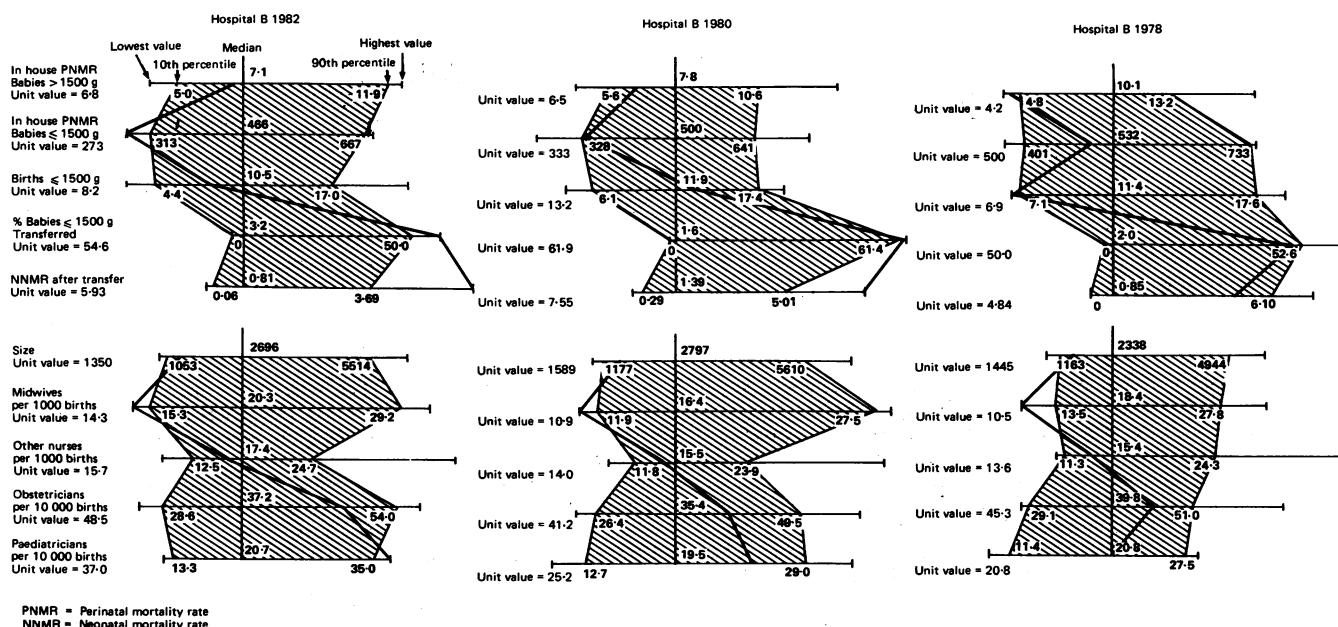 Hospital B 1982
Lowest value
Median
Highest value
10th percentile
7·1
90th percentile
In house PNMR
Babies > 1500 g
Unit value = 6·8
5·0
11·9
In house PNMR
Babies ≤ 1500 g
Unit value = 273
466
313
667
Births ≤ 1500 g
Unit value = 8·2
10·5
4·4
17·0
% Babies ≤ 1500 g
Transferred
Unit value = 54·6
3·2
0
50·0
NNMR after transfer
Unit value = 5·93
0·81
0·06
3·69
Size
Unit value = 1350
2696
1053
5514
Midwives
per 1000 births
Unit value = 14·3
20·3
15·3
29·2
Other nurses
per 1000 births
Unit value = 15·7
17·4
12·5
24·7
Obstetricians
per 10 000 births
Unit value = 48·5
37·2
28·6
54·0
Paediatricians
per 10 000 births
Unit value = 37·0
20·7
13·3
35·0
PNMR = Perinatal mortality rate
NNMR = Neonatal mortality rate
Hospital B 1980
7·8
Unit value = 6·5
5·6
10·6
500
Unit value = 333
328
641
11·9
Unit value = 13·2
6·1
17·4
1·6
Unit value = 61·9
0
61·4
1·39
Unit value = 7·55
0·29
5·01
2797
Unit value = 1589
1177
5610
16·4
Unit value = 10·9
11·9
27·5
15·5
Unit value = 14·0
11·8
23·9
35·4
Unit value = 41·2
26·4
49·5
19·5
Unit value = 25·2
12·7
29·0
Hospital B 1978
10·1
Unit value = 4·2
4·8
13·2
532
Unit value = 500
401
733
11·4
Unit value = 6·9
7·1
17·6
2·0
Unit value = 50·0
0
52·6
0·85
Unit value = 4·84
0
6·10
2338
Unit value = 1445
1163
4944
18·4
Unit value = 10·5
13·5
27·8
15·4
Unit value = 13·6
11·3
24·3
39·8
Unit value = 45·3
29·1
51·0
11·4
20·8
Unit value = 20·8
27·5